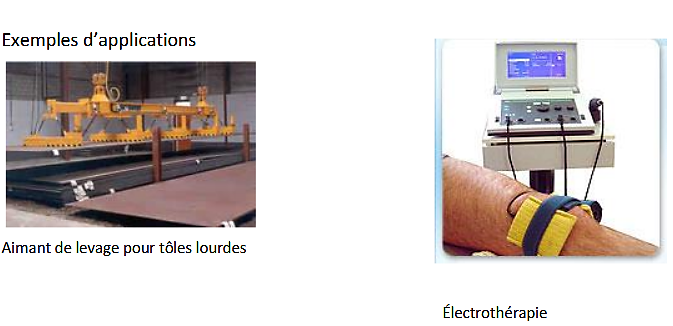 Exemples d'applications
Aimant de levage pour tôles lourdes
Électrothérapie